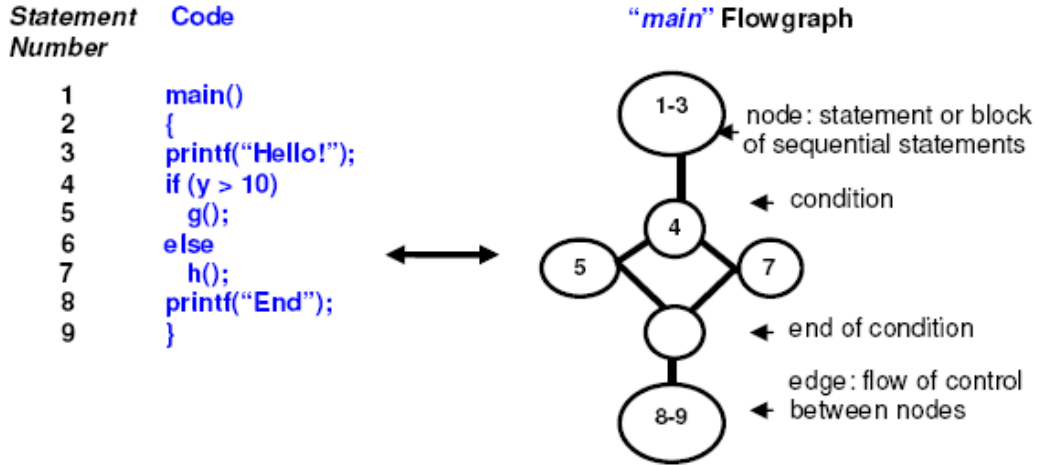 Statement Code
Number
1 main()
2 {
3 printf("Hello!");
4 if (y > 10)
5 g();
6 else
7 h();
8 printf("End");
9 }
"main" Flowgraph
1-3
node: statement or block
of sequential statements
4
condition
5
7
end of condition
edge: flow of control
between nodes
8-9